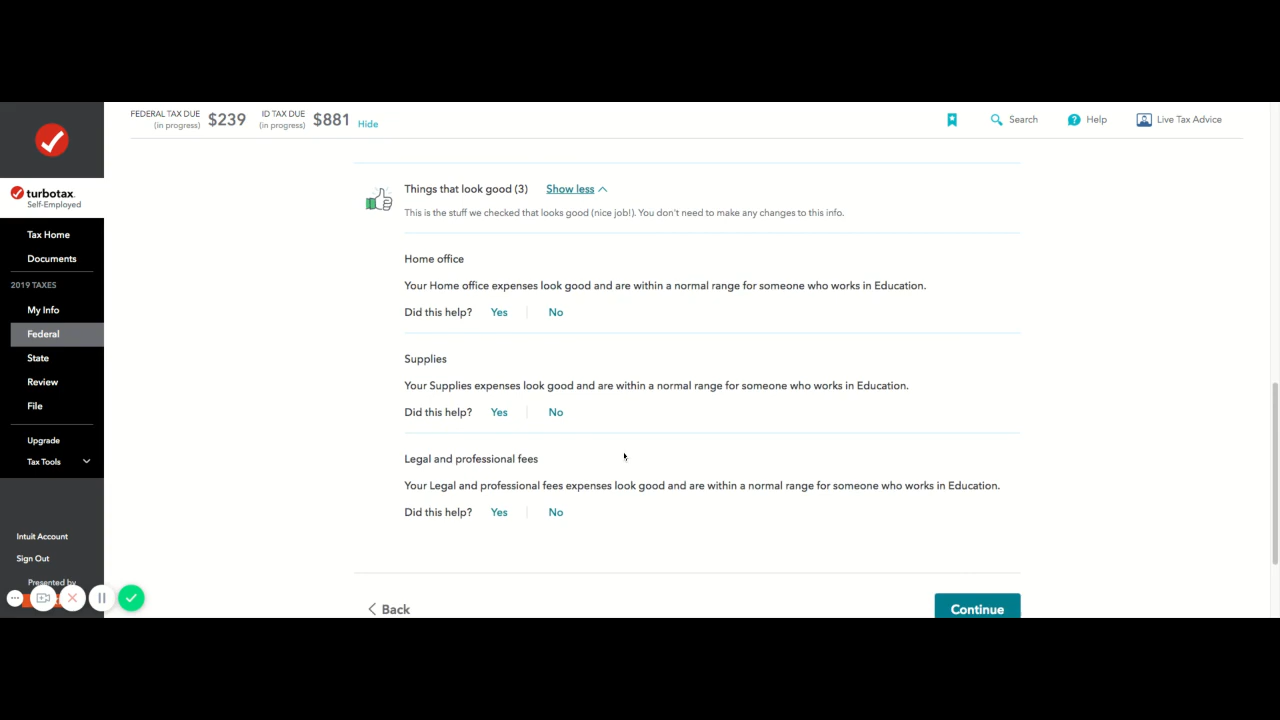 FEDERAL TAX DUE
(in progress)
$239
ID TAX DUE
(in progress)
$881
Hide
Search
Help
Live Tax Advice
turbotax
Self-Employed
Tax Home
Documents
2019 TAXES
My Info
Federal
State
Review
File
Upgrade
Tax Tools
Intuit Account
Sign Out
Presented by
Things that look good (3)
Show less
This is the stuff we checked that looks good (nice job!). You don't need to make any changes to this info.
Home office
Your Home office expenses look good and are within a normal range for someone who works in Education.
Did this help? Yes No
Supplies
Your Supplies expenses look good and are within a normal range for someone who works in Education.
Did this help? Yes No
Legal and professional fees
Your Legal and professional fees expenses look good and are within a normal range for someone who works in Education.
Did this help? Yes No
Back
Continue